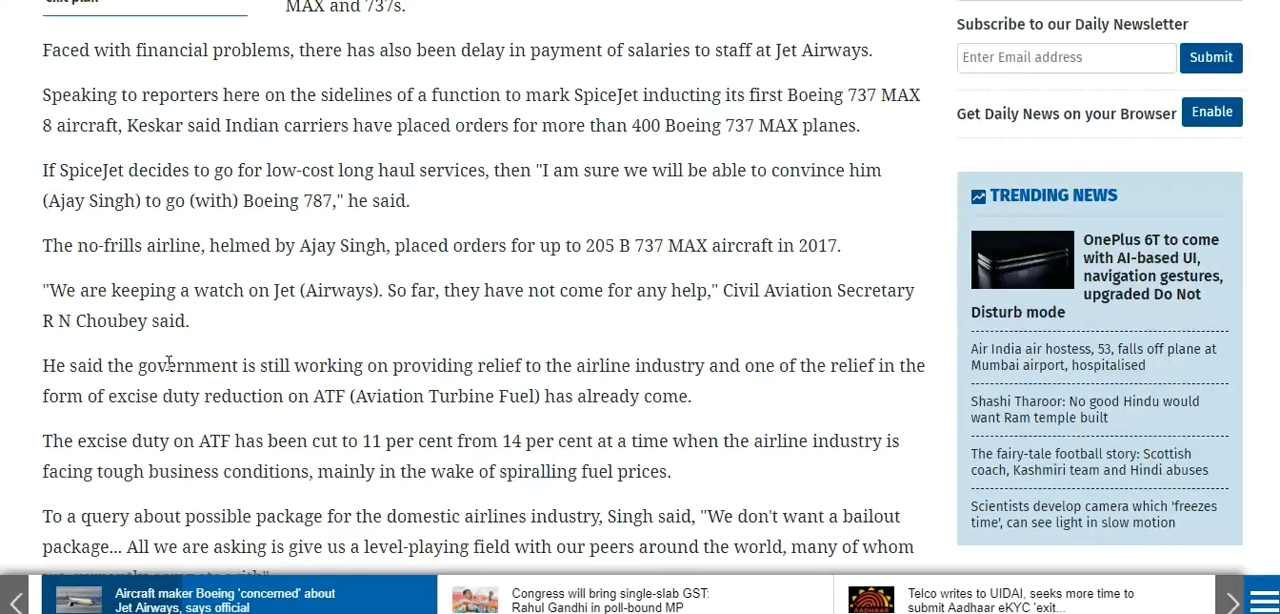 MAX and 737s.
Faced with financial problems, there has also been delay in payment of salaries to staff at Jet Airways.
Speaking to reporters here on the sidelines of a function to mark SpiceJet inducting its first Boeing 737 MAX
8 aircraft, Keskar said Indian carriers have placed orders for more than 400 Boeing 737 MAX planes.
If SpiceJet decides to go for low-cost long haul services, then "I am sure we will be able to convince him
(Ajay Singh) to go (with) Boeing 787," he said.
The no-frills airline, helmed by Ajay Singh, placed orders for up to 205 B 737 MAX aircraft in 2017.
"We are keeping a watch on Jet (Airways). So far, they have not come for any help," Civil Aviation Secretary
R N Choubey said.
He said the government is still working on providing relief to the airline industry and one of the relief in the
form of excise duty reduction on ATF (Aviation Turbine Fuel) has already come.
The excise duty on ATF has been cut to 11 per cent from 14 per cent at a time when the airline industry is
facing tough business conditions, mainly in the wake of spiralling fuel prices.
To a query about possible package for the domestic airlines industry, Singh said, "We don't want a bailout
package... All we are asking is give us a level-playing field with our peers around the world, many of whom
Subscribe to our Daily Newsletter
Enter Email address
Submit
Get Daily News on your Browser
Enable
TRENDING NEWS
OnePlus 6T to come
with AI-based UI,
navigation gestures,
upgraded Do Not
Disturb mode
Air India air hostess, 53, falls off plane at
Mumbai airport, hospitalised
Shashi Tharoor: No good Hindu would
want Ram temple built
The fairy-tale football story: Scottish
coach, Kashmiri team and Hindi abuses
Scientists develop camera which 'freezes
time', can see light in slow motion
Aircraft maker Boeing 'concerned' about
Jet Airways, says official
Congress will bring single-slab GST:
Rahul Gandhi in poll-bound MP
Telco writes to UIDAI, seeks more time to
submit Aadhaar eKYC 'exit...